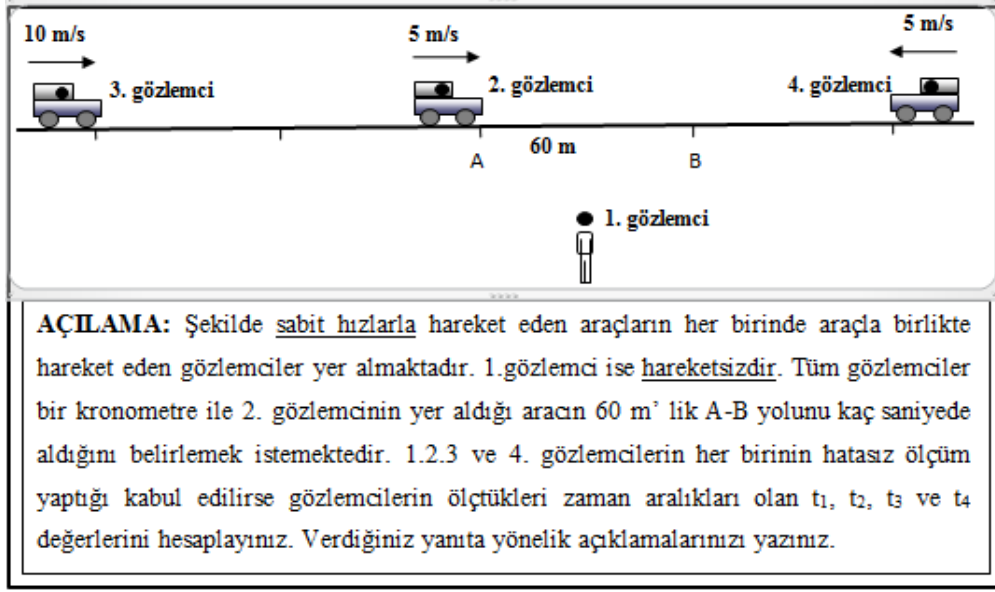 10 m/s
5 m/s
5 m/s
3. gözlemci
2. gözlemci
4. gözlemci
A
60 m
B
1. gözlemci
AÇILAMA: Şekilde sabit hızlarla hareket eden araçların her birinde araçla birlikte
hareket eden gözlemciler yer almaktadır. 1.gözlemci ise hareketsizdir. Tüm gözlemciler
bir kronometre ile 2. gözlemcinin yer aldığı aracın 60 m’ lik A-B yolunu kaç saniyede
aldığını belirlemek istemektedir. 1.2.3 ve 4. gözlemcilerin her birinin hatasız ölçüm
yaptığı kabul edilirse gözlemcilerin ölçtükleri zaman aralıkları olan t₁, t₂, t₃ ve t₄
değerlerini hesaplayınız. Verdiğiniz yanıta yönelik açıklamalarınızı yazınız.